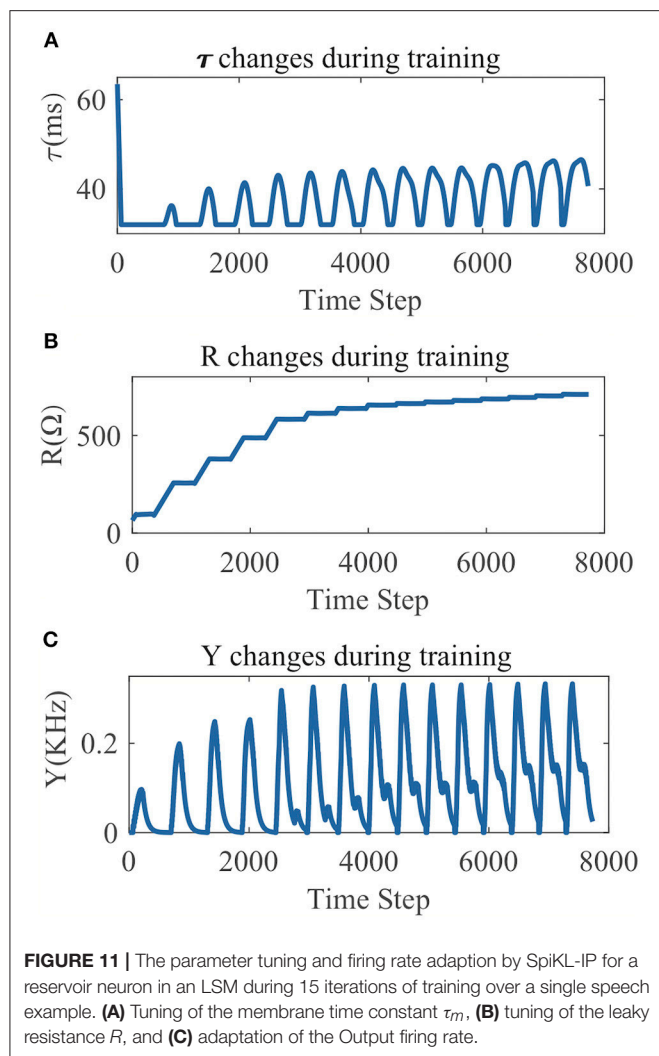 A
τ changes during training
60
40
τ(ms)
0 2000 4000 6000 8000
Time Step
B
R changes during training
500
0
R(Ω)
0 2000 4000 6000 8000
Time Step
C
Y changes during training
0.2
0
Y(KHz)
0 2000 4000 6000 8000
Time Step
FIGURE 11 | The parameter tuning and firing rate adaption by SpiKL-IP for a
reservoir neuron in an LSM during 15 iterations of training over a single speech
example. (A) Tuning of the membrane time constant τm, (B) tuning of the leaky
resistance R, and (C) adaptation of the Output firing rate.